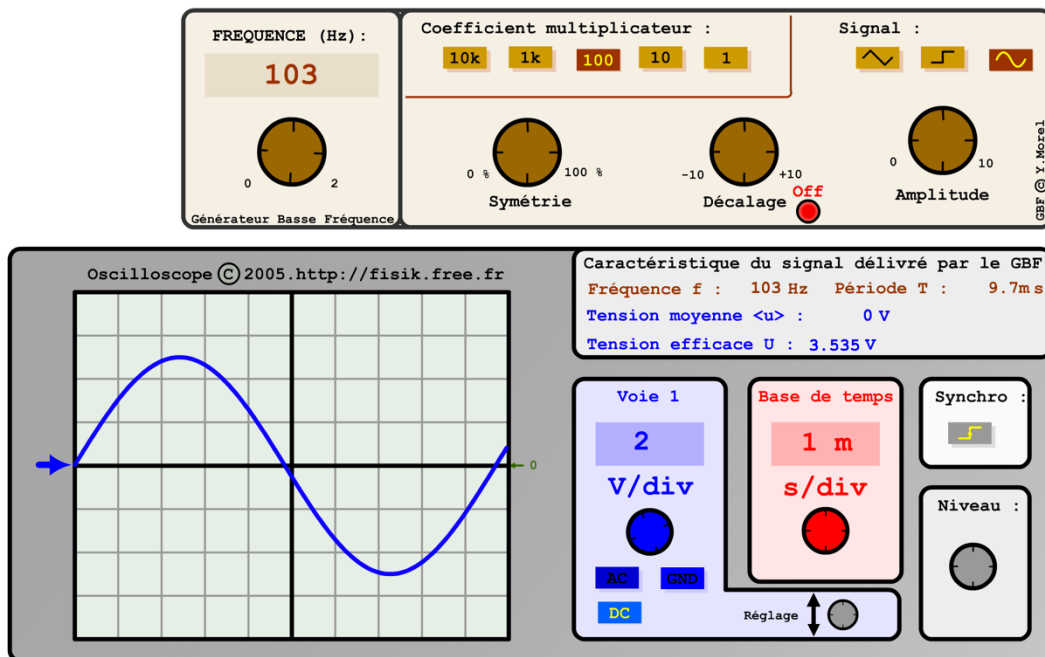 FREQUENCE (Hz):
103
0 2
Générateur Basse Fréquence
Coefficient multiplicateur :
10k 1k 100 10 1
Signal :
0 % 100 %
Symétrie
-10 +10
Décalage
Off
0 10
Amplitude
GBF © Y.Morel
Oscilloscope © 2005.http://fisik.free.fr
0
Caractéristique du signal délivré par le GBF
Fréquence f : 103 Hz Période T : 9.7m s
Tension moyenne <u> : 0 V
Tension efficace U : 3.535 V
Voie 1
2
V/div
AC GND
DC
Réglage
Base de temps
1 m
s/div
Synchro :
Niveau :